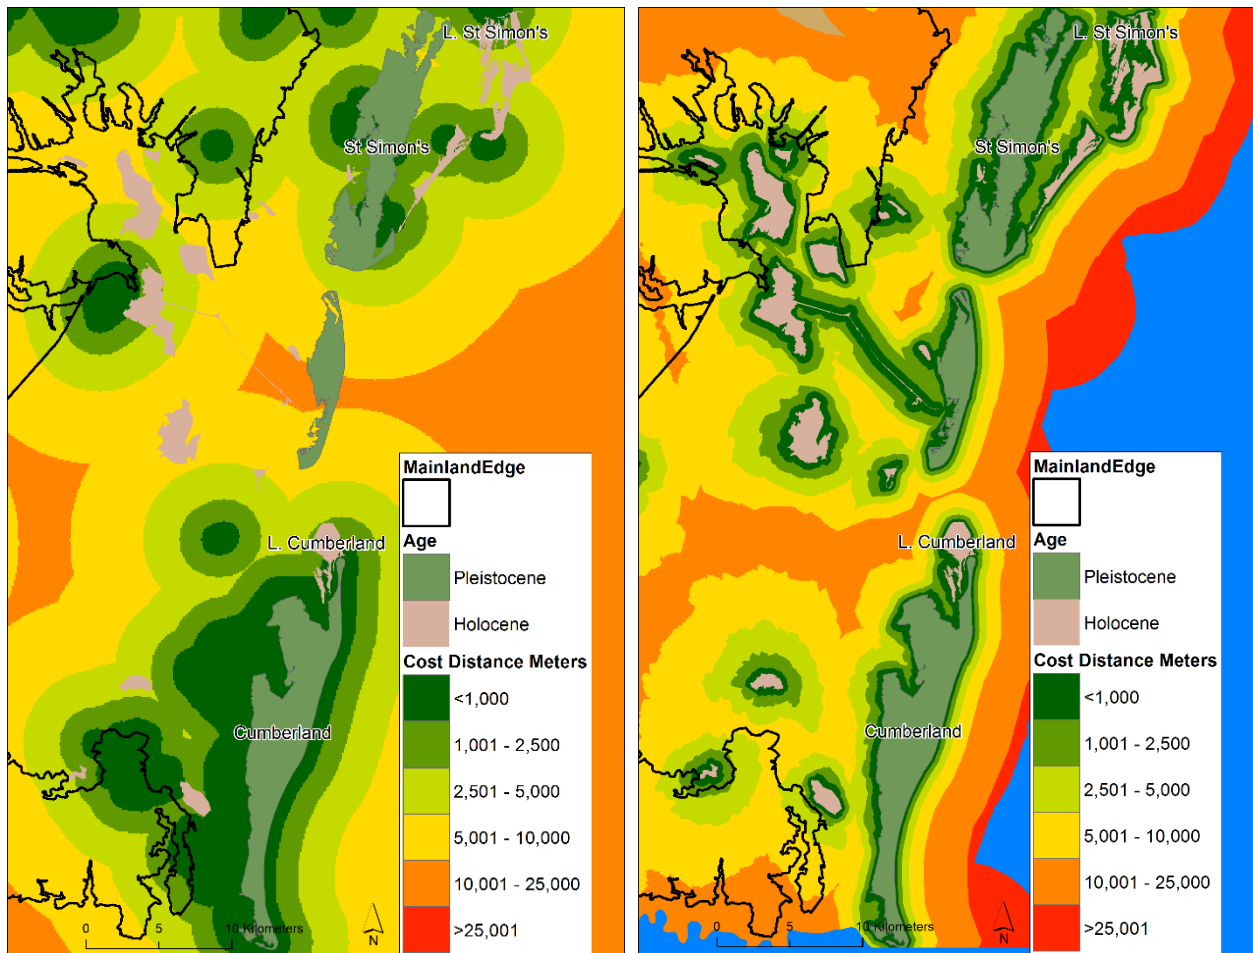 L. St Simon's
St Simon's
MainlandEdge
Age
L. Cumberland
Pleistocene
Holocene
Cost Distance Meters
<1,000
Cumberland
1,001 - 2,500
2,501 - 5,000
5,001 - 10,000
10,001 - 25,000
>25,001
0 5 10 Kilometers
N
L. St Simon's
St Simon's
MainlandEdge
Age
L. Cumberland
Pleistocene
Holocene
Cost Distance Meters
<1,000
Cumberland
1,001 - 2,500
2,501 - 5,000
5,001 - 10,000
10,001 - 25,000
>25,001
0 5 10 Kilometers
N